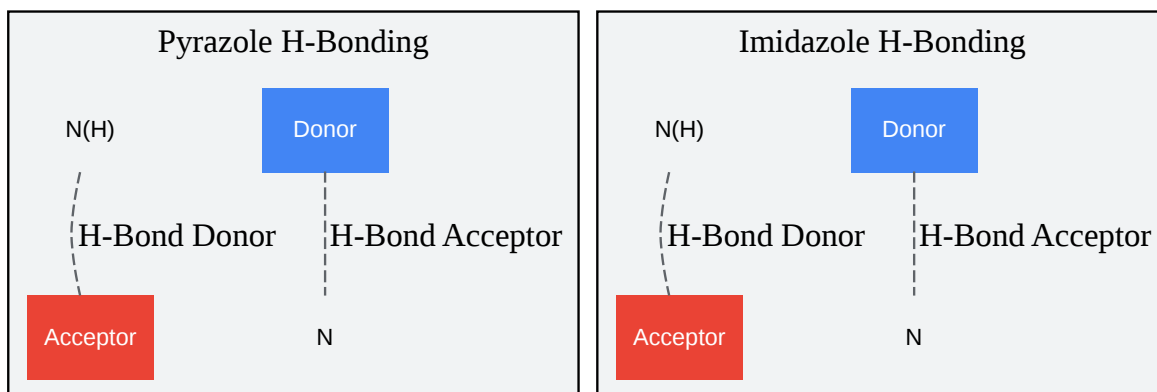 Pyrazole H-Bonding
N(H)
Donor
H-Bond Donor
H-Bond Acceptor
Acceptor
N
Imidazole H-Bonding
N(H)
Donor
H-Bond Donor
H-Bond Acceptor
Acceptor
N